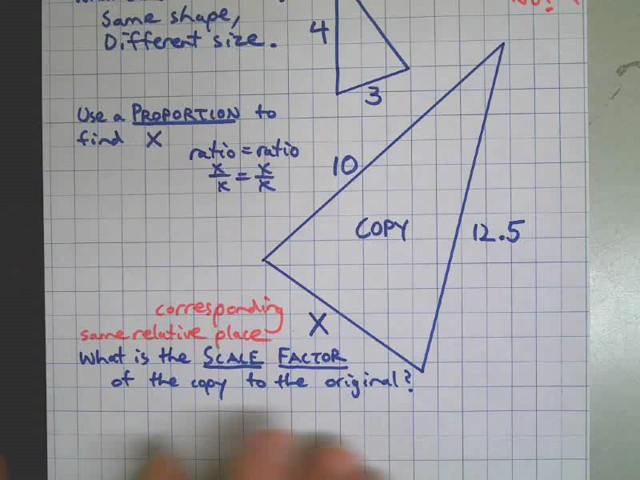 Same shape,
Different size.
4
3
Use a PROPORTION to
find X
ratio = ratio
x/x = x/x
10
COPY
12.5
corresponding
same relative place
X
What is the SCALE FACTOR
of the copy to the original?